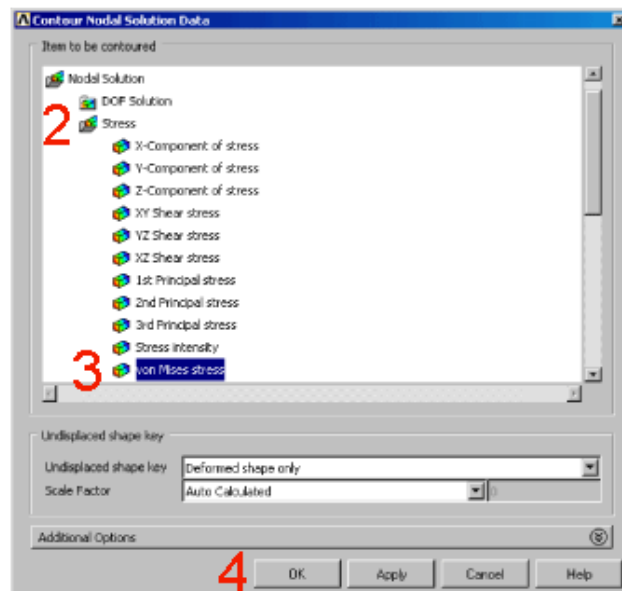 Contour Nodal Solution Data
Item to be contoured
Nodal Solution
DOF Solution
2 Stress
X-Component of stress
Y-Component of stress
Z-Component of stress
XY Shear stress
YZ Shear stress
XZ Shear stress
1st Principal stress
2nd Principal stress
3rd Principal stress
Stress intensity
3 von Mises stress
Undisplaced shape key
Undisplaced shape key Deformed shape only
Scale Factor Auto Calculated 0
Additional Options
4 OK Apply Cancel Help